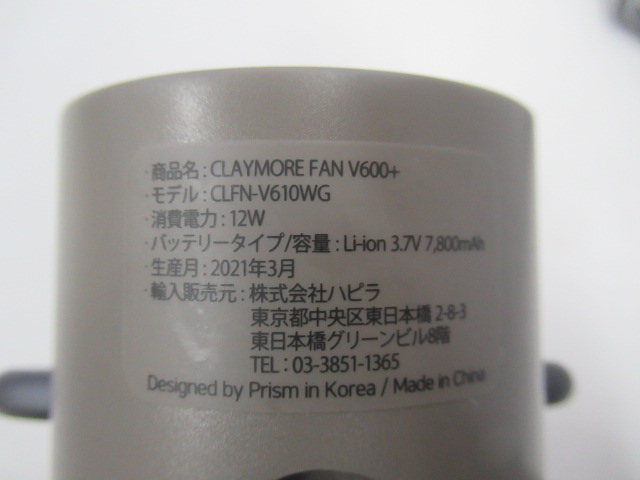 · 商品名 : CLAYMORE FAN V600+
· モデル : CLFN-V610WG
· 消費電力 : 12W
· バッテリータイプ/容量 : Li-ion 3.7V 7,800mAh
· 生産月 : 2021年3月
· 輸入販売元 : 株式会社ハピラ
東京都中央区東日本橋 2-8-3
東日本橋グリーンビル8階
TEL : 03-3851-1365
Designed by Prism in Korea / Made in China